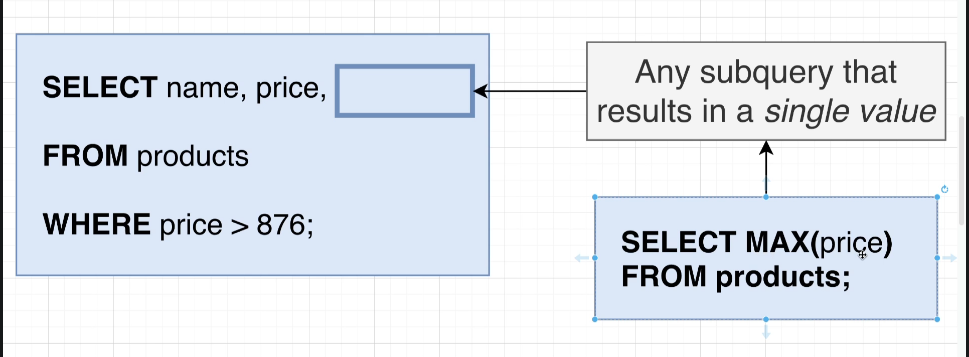 SELECT name, price,
FROM products
WHERE price > 876;
Any subquery that
results in a single value
SELECT MAX(price)
FROM products;